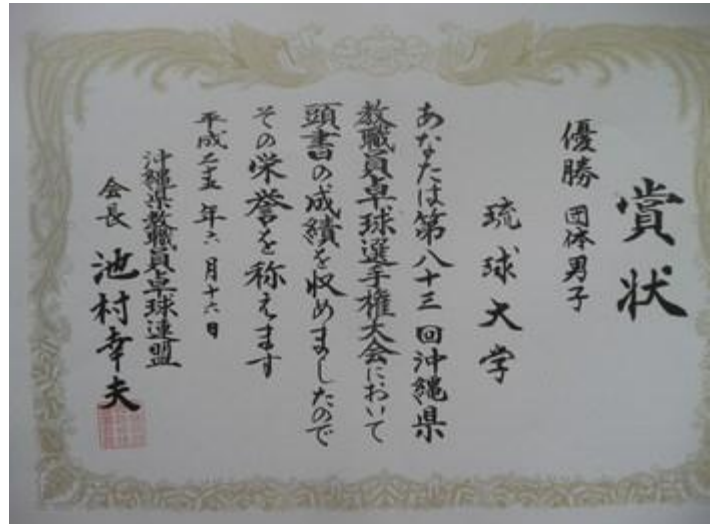 賞状
優勝 団体男子
琉球大学
あなたは第八十三回沖縄県
教職員卓球選手権大会において
頭書の成績を収めましたので
その栄誉を称えます
平成二五年六月十六日
沖縄県教職員卓球連盟
会長 池村幸夫